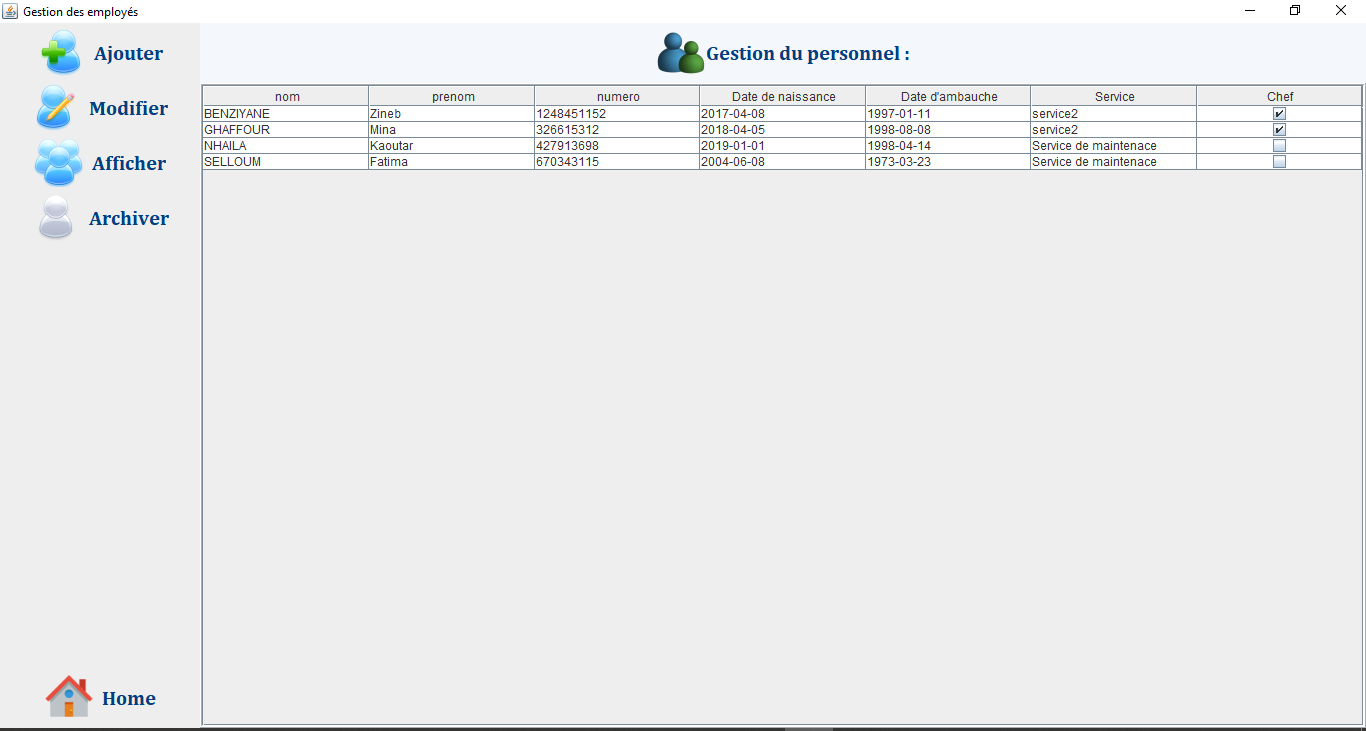 Gestion des employés
Ajouter
Modifier
Afficher
Archiver
Home
Gestion du personnel :
nom prenom numero Date de naissance Date d'ambauche Service Chef
BENZIYANE Zineb 1248451152 2017-04-08 1997-01-11 service2
GHAFFOUR Mina 326615312 2018-04-05 1998-08-08 service2
NHAILA Kaoutar 427913698 2019-01-01 1998-04-14 Service de maintenace
SELLOUM Fatima 670343115 2004-06-08 1973-03-23 Service de maintenace